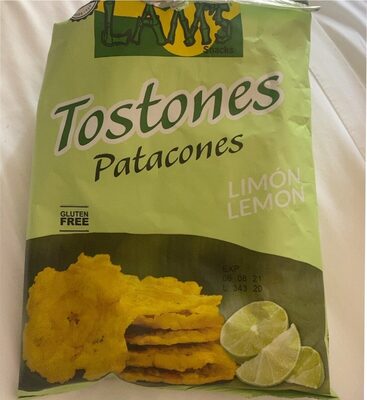 LAM'S
Snacks
Tostones
Patacones
LIMÓN
LEMON
GLUTEN
FREE
EXP
06 08 21
L 343 20